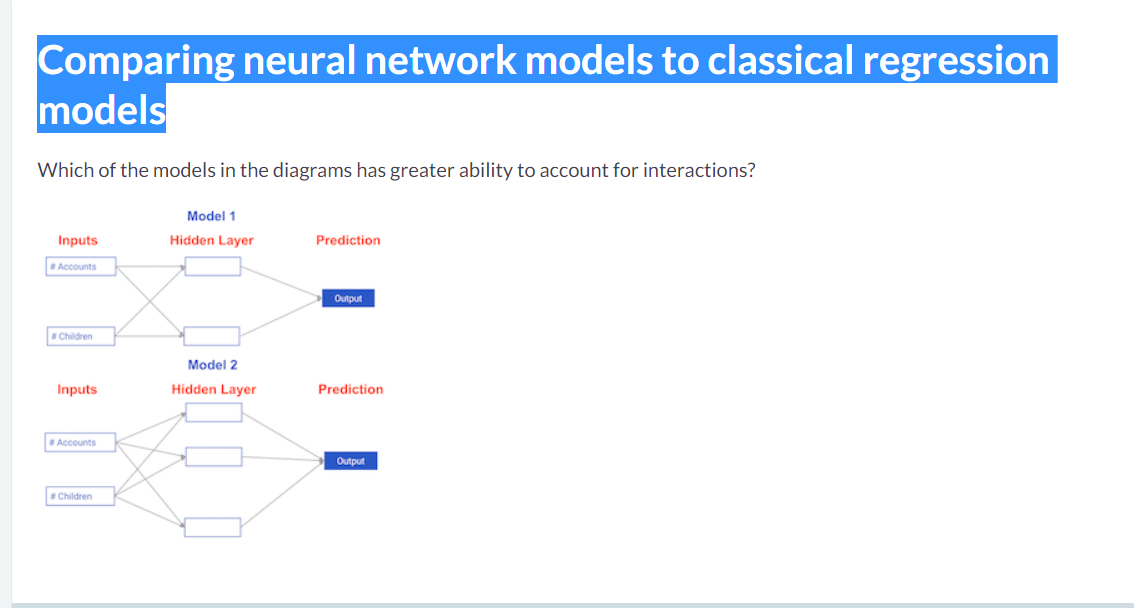 Comparing neural network models to classical regression
models
Which of the models in the diagrams has greater ability to account for interactions?
Model 1
Inputs Hidden Layer Prediction
# Accounts
Output
# Children
Model 2
Inputs Hidden Layer Prediction
# Accounts
Output
# Children